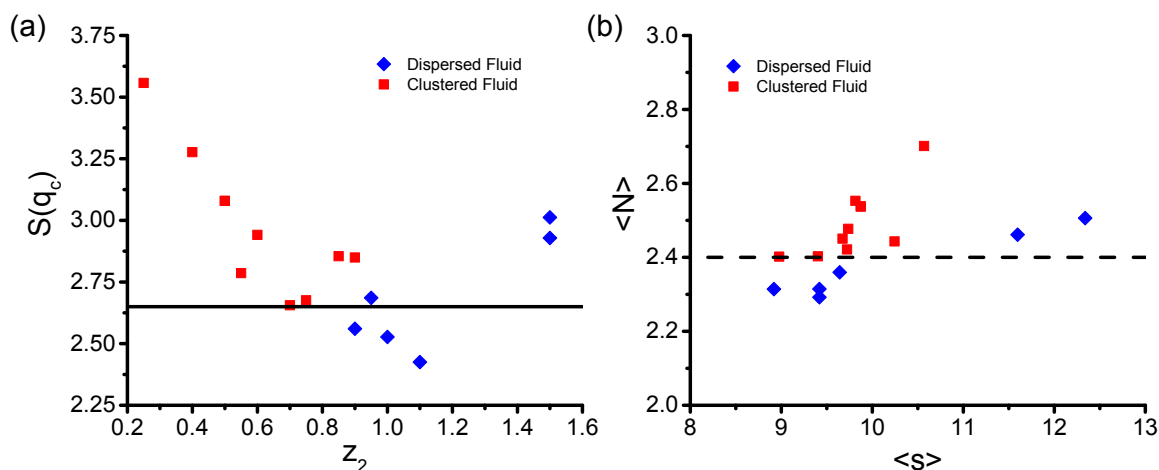 (a)
3.75
3.50
3.25
3.00
2.75
2.50
2.25
S(q_c)
Dispersed Fluid
Clustered Fluid
0.2 0.4 0.6 0.8 1.0 1.2 1.4 1.6
z_2
(b)
3.0
2.8
2.6
2.4
2.2
2.0
<N>
Dispersed Fluid
Clustered Fluid
8 9 10 11 12 13
<s>